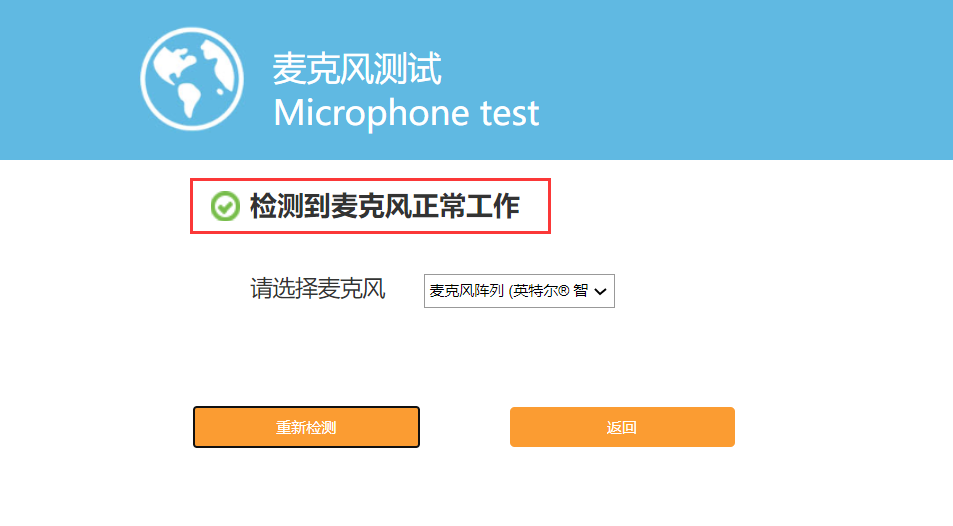 麦克风测试
Microphone test
检测到麦克风正常工作
请选择麦克风
麦克风阵列 (英特尔® 智
重新检测
返回